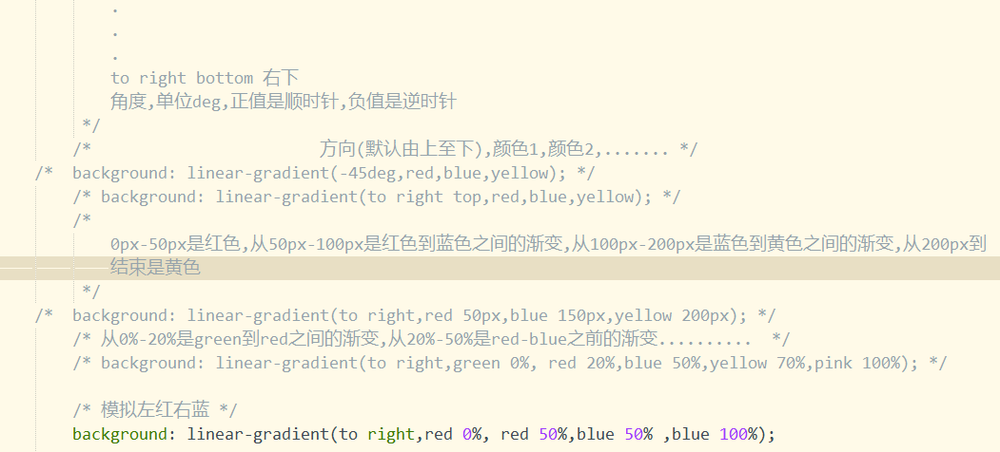 .
.
.
to right bottom 右下
角度,单位deg,正值是顺时针,负值是逆时针
*/
/* 方向(默认由上至下),颜色1,颜色2,....... */
/* background: linear-gradient(-45deg,red,blue,yellow); */
/* background: linear-gradient(to right top,red,blue,yellow); */
/*
0px-50px是红色,从50px-100px是红色到蓝色之间的渐变,从100px-200px是蓝色到黄色之间的渐变,从200px到
结束是黄色
*/
/* background: linear-gradient(to right,red 50px,blue 150px,yellow 200px); */
/* 从0%-20%是green到red之间的渐变,从20%-50%是red-blue之前的渐变.......... */
/* background: linear-gradient(to right,green 0%, red 20%,blue 50%,yellow 70%,pink 100%); */
/* 模拟左红右蓝 */
background: linear-gradient(to right,red 0%, red 50%,blue 50% ,blue 100%);